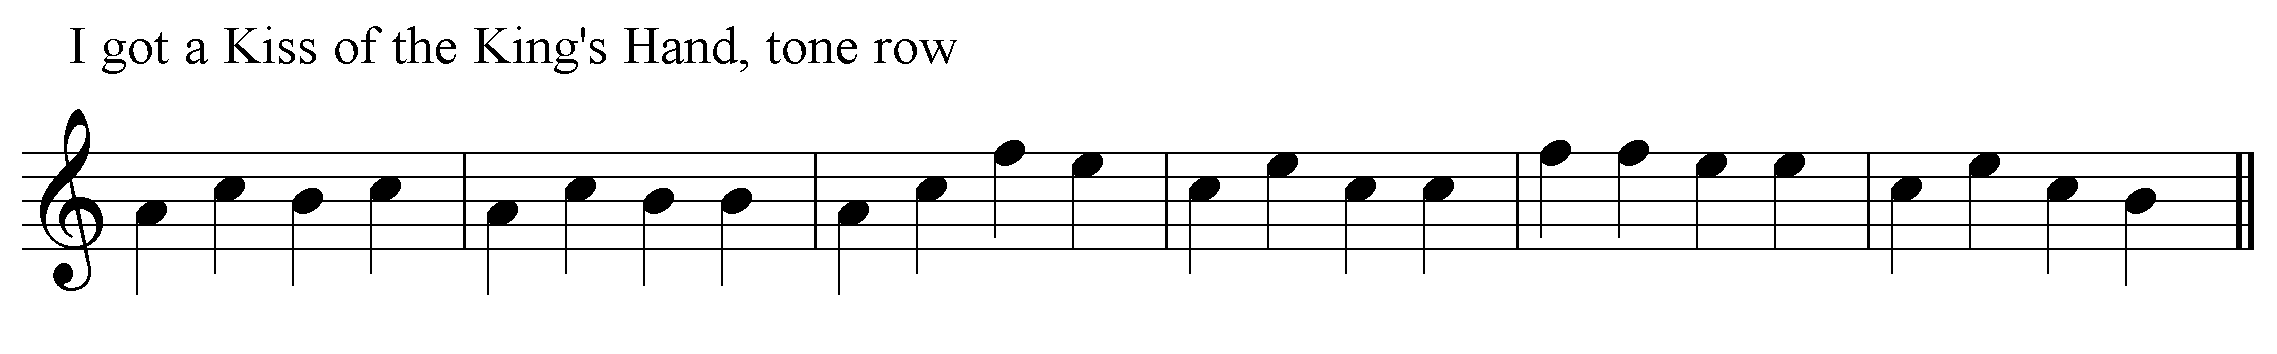 I got a Kiss of the King's Hand, tone row